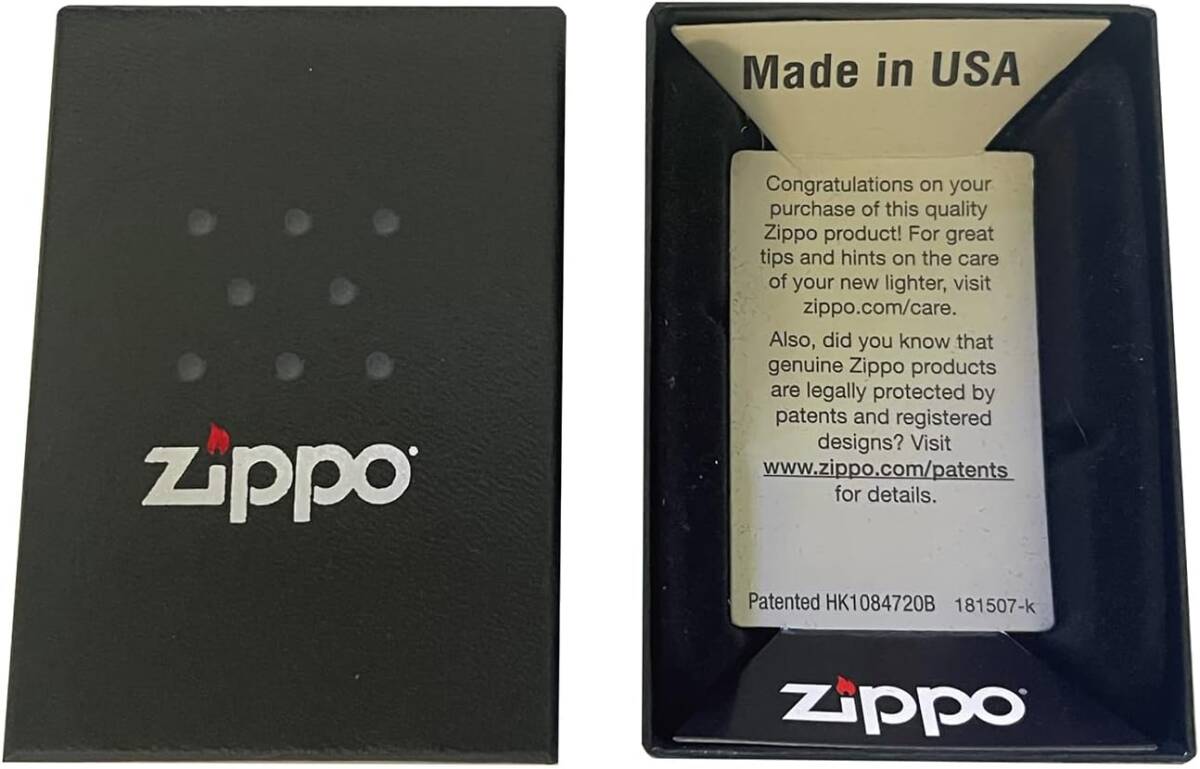 zippo
Made in USA
Congratulations on your
purchase of this quality
Zippo product! For great
tips and hints on the care
of your new lighter, visit
zippo.com/care.
Also, did you know that
genuine Zippo products
are legally protected by
patents and registered
designs? Visit
www.zippo.com/patents
for details.
Patented HK1084720B 181507-k
zippo